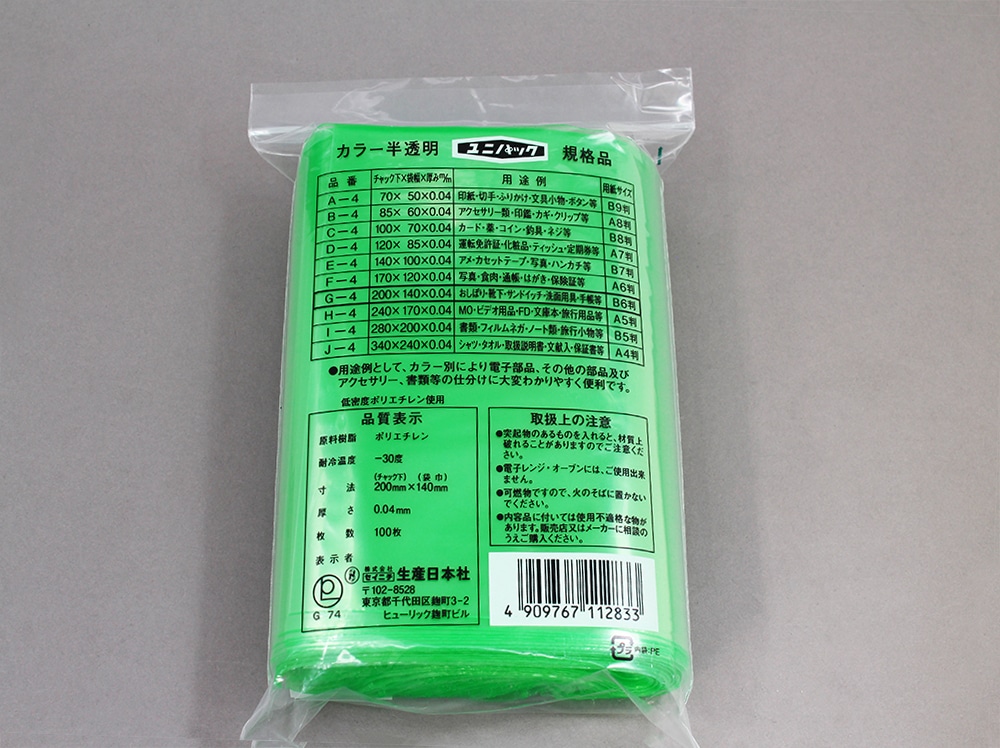 カラー半透明 ユニパック 規格品
品番 チャック下×袋幅×厚みm/m 用途例 用紙サイズ
A-4 70× 50×0.04 印紙・切手・ふりかけ・文具小物・ボタン等 B9判
B-4 85× 60×0.04 アクセサリー類・印鑑・カギ・クリップ等 A8判
C-4 100× 70×0.04 カード・薬・コイン・釣具・ネジ等 B8判
D-4 120× 85×0.04 運転免許証・化粧品・ティッシュ・定期券等 A7判
E-4 140×100×0.04 アメ・カセットテープ・写真・ハンカチ等 B7判
F-4 170×120×0.04 写真・食肉・通帳・はがき・保険証等 A6判
G-4 200×140×0.04 おしぼり・靴下・サンドイッチ・洗面用具・手帳等 B6判
H-4 240×170×0.04 MO・ビデオ用品・FD・文庫本・旅行用品等 A5判
I-4 280×200×0.04 書類・フィルムネガ・ノート類・旅行小物等 B5判
J-4 340×240×0.04 シャツ・タオル・取扱説明書・文献入・保証書等 A4判
●用途例として、カラー別により電子部品、その他の部品及び
アクセサリー、書類等の仕分けに大変わかりやすく便利です。
低密度ポリエチレン使用
品質表示
原料樹脂 ポリエチレン
耐冷温度 -30度
(チャック下) (袋巾)
寸法 200mm×140mm
厚さ 0.04mm
枚数 100枚
表示者
株式会社
セイニチ 生産日本社
〒102-8528
東京都千代田区麹町3-2
ヒューリック麹町ビル
G 74
取扱上の注意
●突起物のあるものを入れると、材質上
破れることがありますのでご注意くだ
さい。
●電子レンジ・オーブンには、ご使用出来
ません。
●可燃物ですので、火のそばに置かない
でください。
●内容品に付いては使用不適格な物が
あります。販売店又はメーカーに相談の
うえご購入ください。
4 909767 112833
プラ 内袋:PE